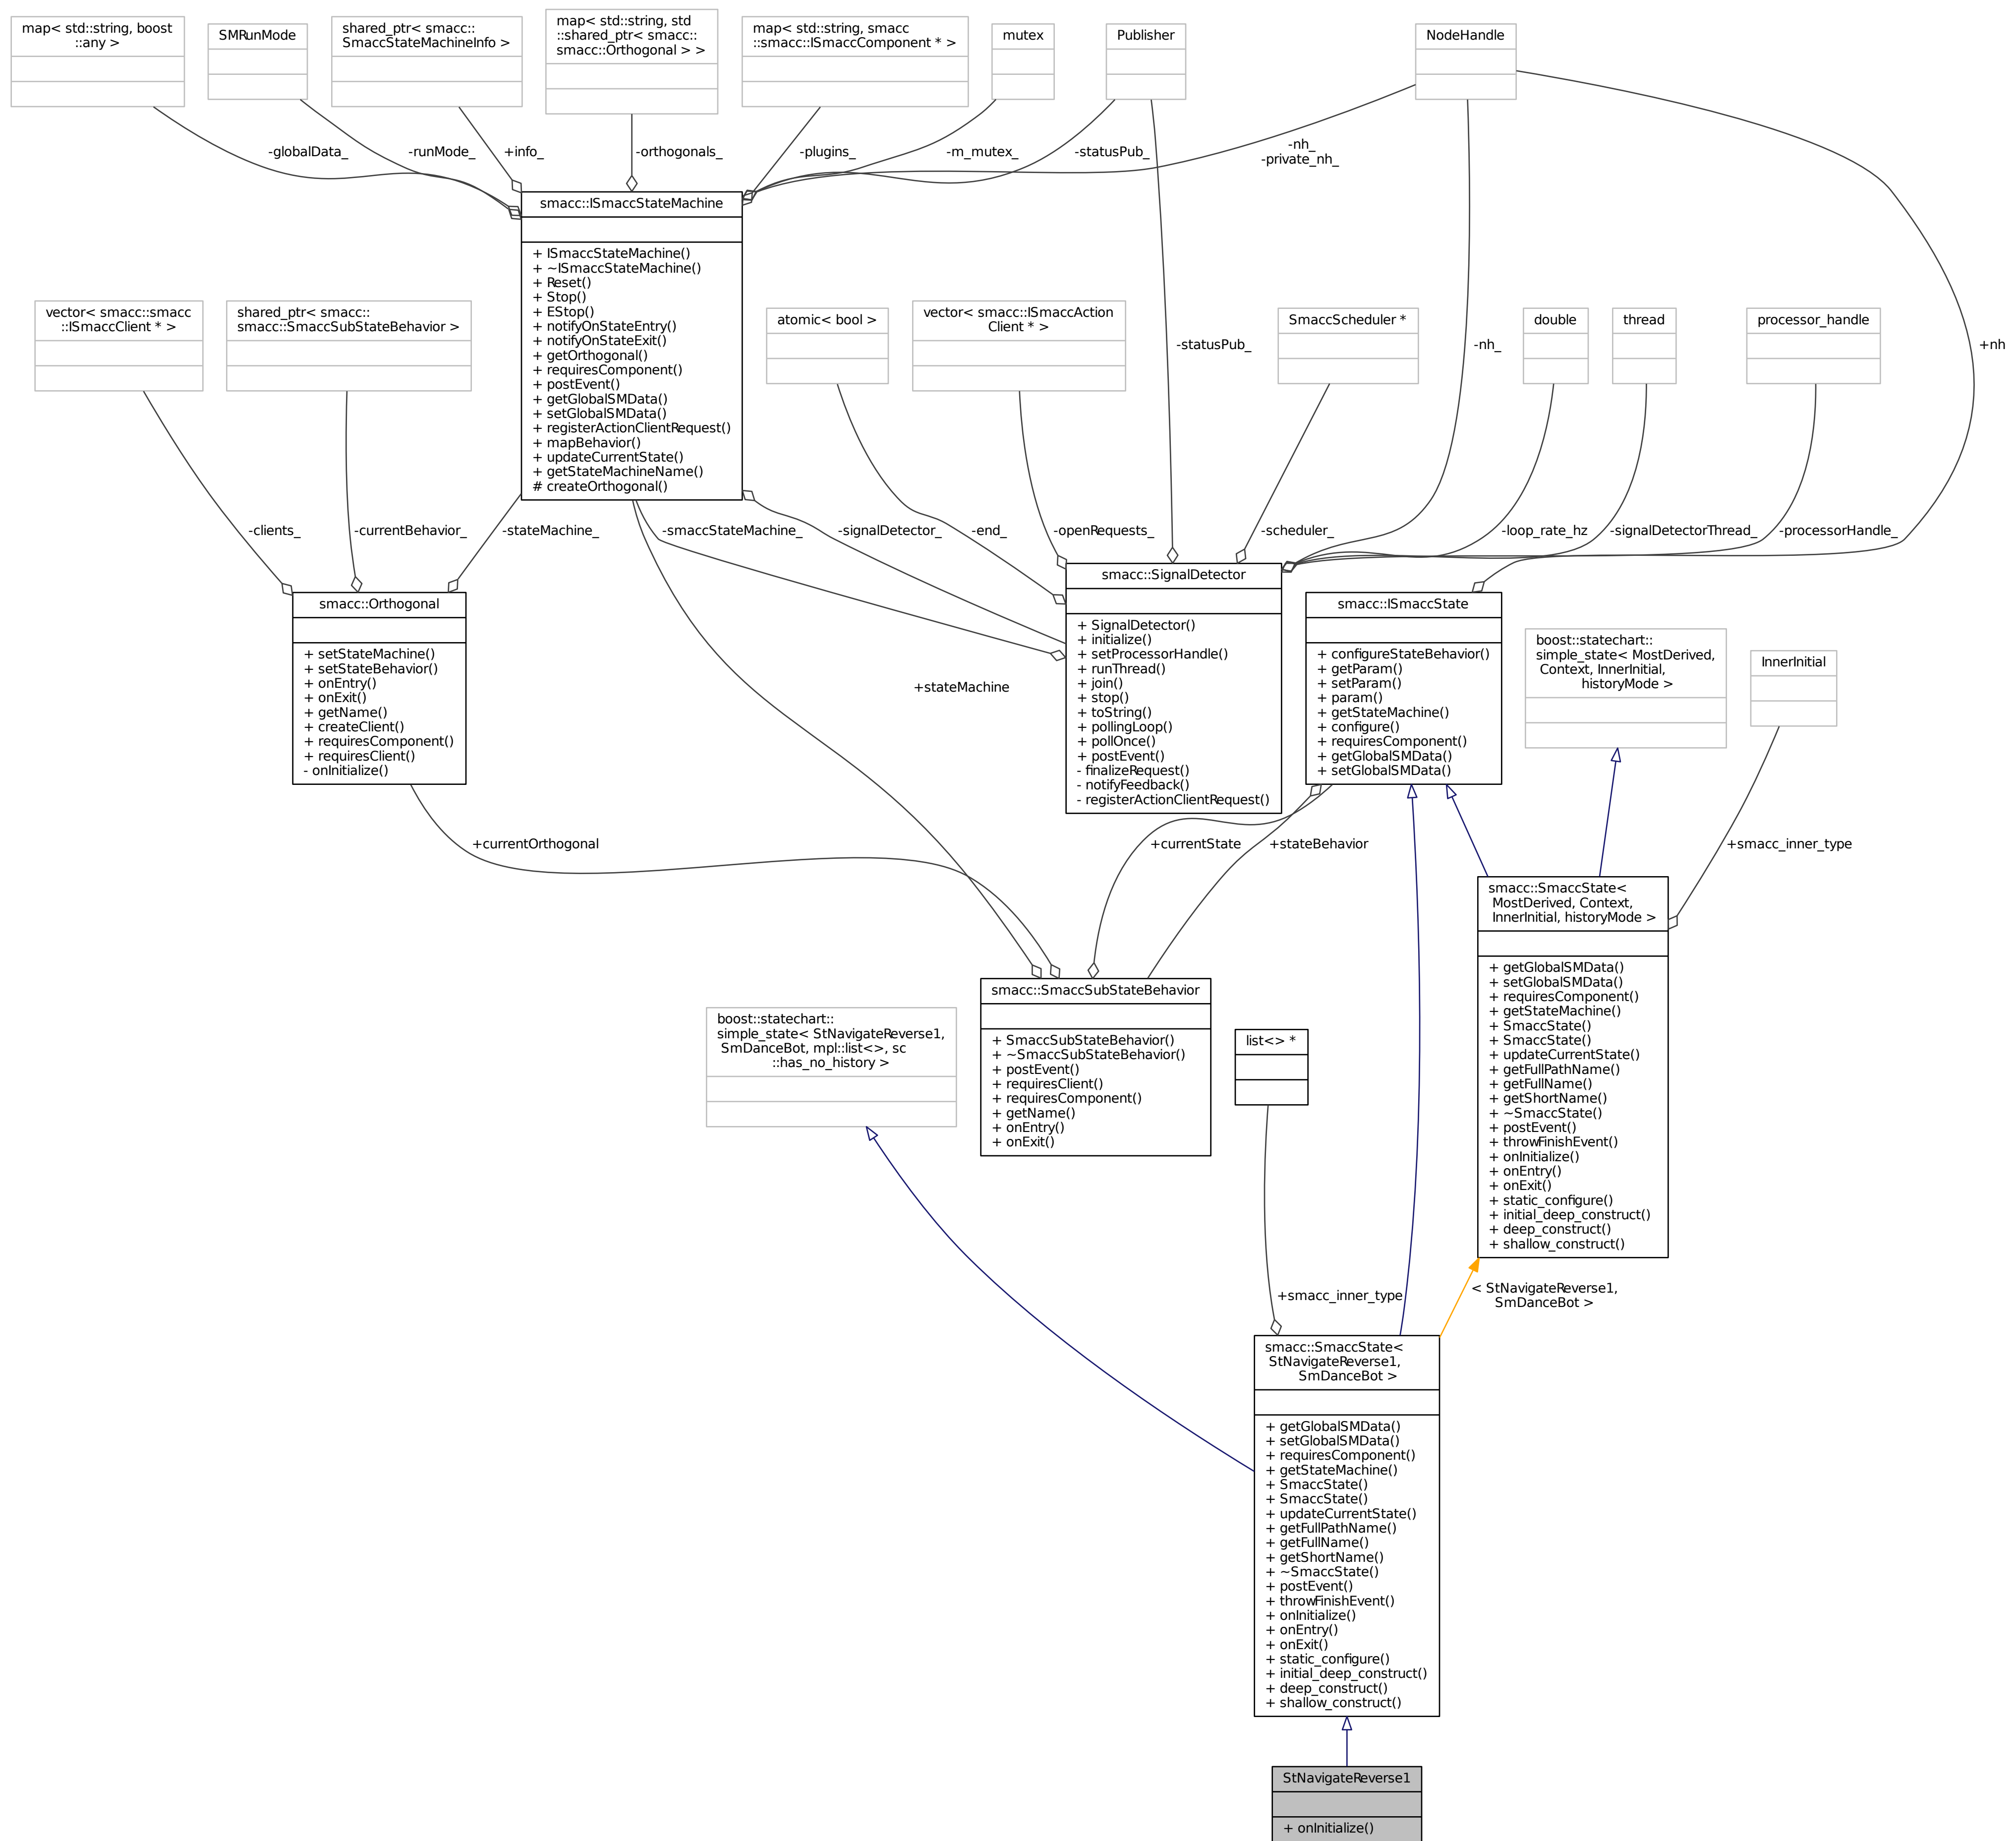 map< std::string, boost
::any >
SMRunMode
shared_ptr< smacc::
SmaccStateMachineInfo >
map< std::string, std
::shared_ptr< smacc::
smacc::Orthogonal > >
map< std::string, smacc
::smacc::ISmaccComponent * >
mutex
Publisher
NodeHandle
-globalData_
-runMode_
+info_
-orthogonals_
-plugins_
-m_mutex_
-statusPub_
-nh_
-private_nh_
smacc::ISmaccStateMachine
+ ISmaccStateMachine()
+ ~ISmaccStateMachine()
+ Reset()
+ Stop()
+ EStop()
+ notifyOnStateEntry()
+ notifyOnStateExit()
+ getOrthogonal()
+ requiresComponent()
+ postEvent()
+ getGlobalSMData()
+ setGlobalSMData()
+ registerActionClientRequest()
+ mapBehavior()
+ updateCurrentState()
+ getStateMachineName()
# createOrthogonal()
vector< smacc::smacc
::ISmaccClient * >
shared_ptr< smacc::
smacc::SmaccSubStateBehavior >
atomic< bool >
vector< smacc::ISmaccAction
Client * >
-statusPub_
SmaccScheduler *
-nh_
double
thread
processor_handle
+nh
-clients_
-currentBehavior_
-stateMachine_
-smaccStateMachine_
-signalDetector_
-end_
-openRequests_
-scheduler_
-loop_rate_hz
-signalDetectorThread_
-processorHandle_
smacc::Orthogonal
+ setStateMachine()
+ setStateBehavior()
+ onEntry()
+ onExit()
+ getName()
+ createClient()
+ requiresComponent()
+ requiresClient()
- onInitialize()
+stateMachine
smacc::SignalDetector
+ SignalDetector()
+ initialize()
+ setProcessorHandle()
+ runThread()
+ join()
+ stop()
+ toString()
+ pollingLoop()
+ pollOnce()
+ postEvent()
- finalizeRequest()
- notifyFeedback()
- registerActionClientRequest()
smacc::ISmaccState
+ configureStateBehavior()
+ getParam()
+ setParam()
+ param()
+ getStateMachine()
+ configure()
+ requiresComponent()
+ getGlobalSMData()
+ setGlobalSMData()
boost::statechart::
simple_state< MostDerived,
Context, InnerInitial,
historyMode >
InnerInitial
+currentOrthogonal
+currentState
+stateBehavior
+smacc_inner_type
smacc::SmaccState<
MostDerived, Context,
InnerInitial, historyMode >
+ getGlobalSMData()
+ setGlobalSMData()
+ requiresComponent()
+ getStateMachine()
+ SmaccState()
+ SmaccState()
+ updateCurrentState()
+ getFullPathName()
+ getFullName()
+ getShortName()
+ ~SmaccState()
+ postEvent()
+ throwFinishEvent()
+ onInitialize()
+ onEntry()
+ onExit()
+ static_configure()
+ initial_deep_construct()
+ deep_construct()
+ shallow_construct()
boost::statechart::
simple_state< StNavigateReverse1,
SmDanceBot, mpl::list<>, sc
::has_no_history >
smacc::SmaccSubStateBehavior
+ SmaccSubStateBehavior()
+ ~SmaccSubStateBehavior()
+ postEvent()
+ requiresClient()
+ requiresComponent()
+ getName()
+ onEntry()
+ onExit()
list<> *
+smacc_inner_type
< StNavigateReverse1,
SmDanceBot >
smacc::SmaccState<
StNavigateReverse1,
SmDanceBot >
+ getGlobalSMData()
+ setGlobalSMData()
+ requiresComponent()
+ getStateMachine()
+ SmaccState()
+ SmaccState()
+ updateCurrentState()
+ getFullPathName()
+ getFullName()
+ getShortName()
+ ~SmaccState()
+ postEvent()
+ throwFinishEvent()
+ onInitialize()
+ onEntry()
+ onExit()
+ static_configure()
+ initial_deep_construct()
+ deep_construct()
+ shallow_construct()
StNavigateReverse1
+ onInitialize()